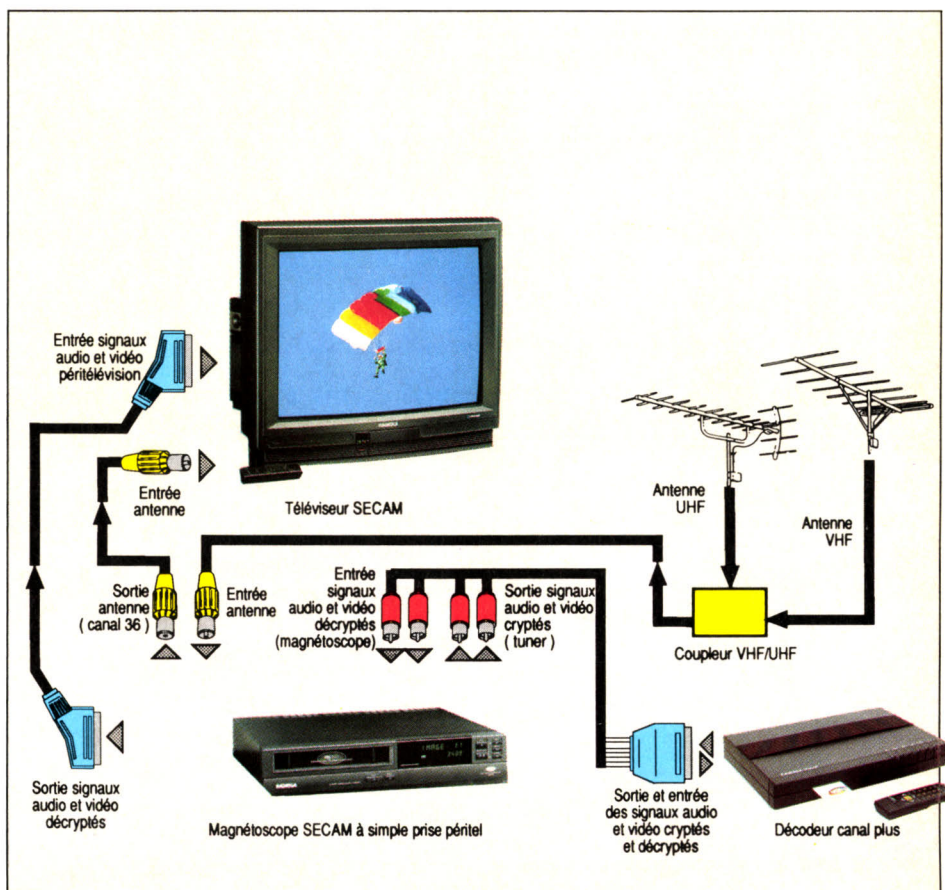 Entrée signaux
audio et vidéo
péritélévision
Entrée
antenne
Téléviseur SECAM
Antenne
UHF
Antenne
VHF
Sortie
antenne
( canal 36 )
Entrée
antenne
Entrée
signaux
audio et vidéo
décryptés
(magnétoscope)
Sortie signaux
audio et vidéo
cryptés
( tuner )
Coupleur VHF/UHF
Sortie signaux
audio et vidéo
décryptés
Magnétoscope SECAM à simple prise péritel
Sortie et entrée
des signaux audio
et vidéo cryptés
et décryptés
Décodeur canal plus